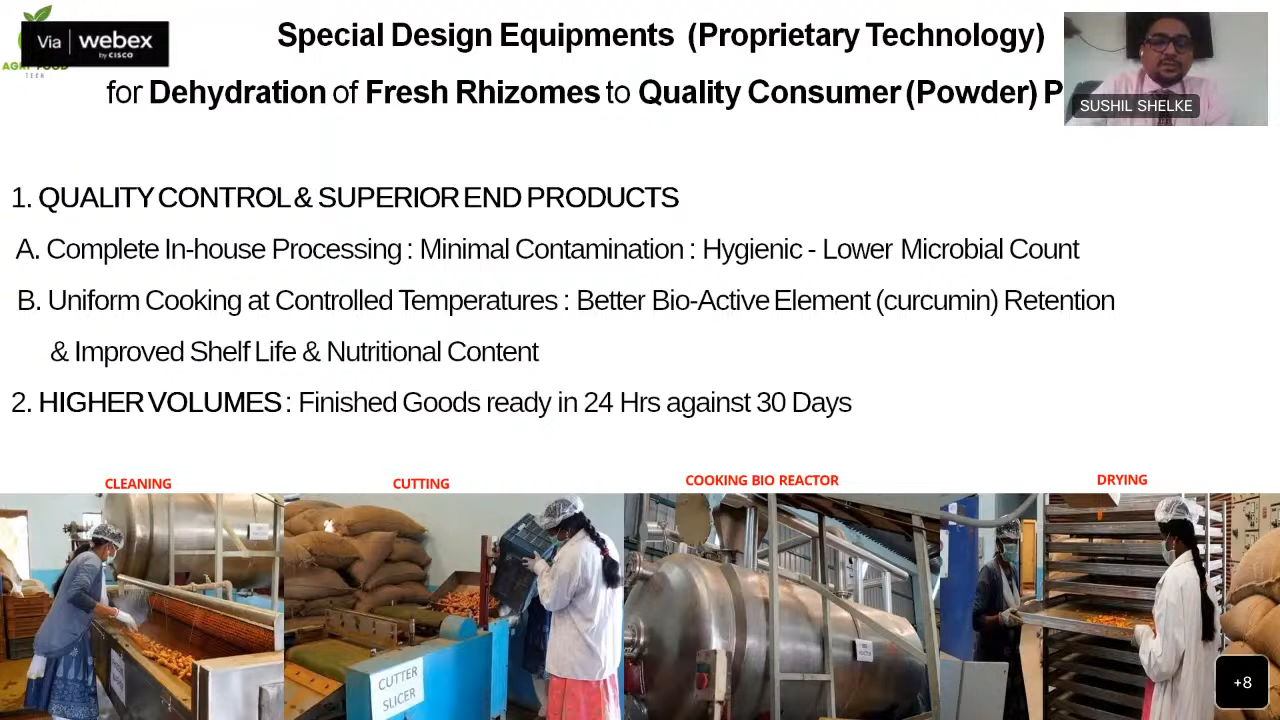 Via webex
by CISCO
TECH
Special Design Equipments (Proprietary Technology)
for Dehydration of Fresh Rhizomes to Quality Consumer (Powder) P
SUSHIL SHELKE
1. QUALITY CONTROL & SUPERIOR END PRODUCTS
A. Complete In-house Processing : Minimal Contamination : Hygienic - Lower Microbial Count
B. Uniform Cooking at Controlled Temperatures : Better Bio-Active Element (curcumin) Retention
& Improved Shelf Life & Nutritional Content
2. HIGHER VOLUMES : Finished Goods ready in 24 Hrs against 30 Days
CLEANING
CUTTING
COOKING BIO REACTOR
DRYING
CUTTER
SLICER
+8